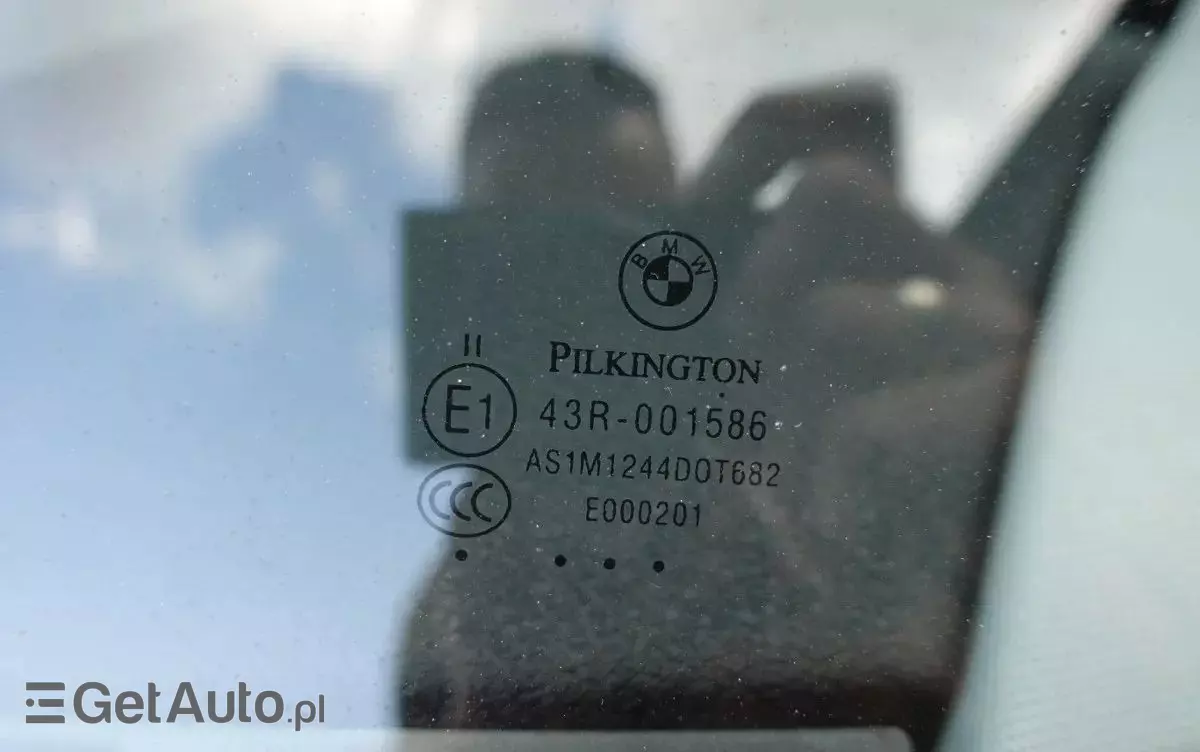 BMW
PILKINGTON
II
E1
43R-001586
AS1M1244DOT682
CCC
E000201
GetAuto.pl